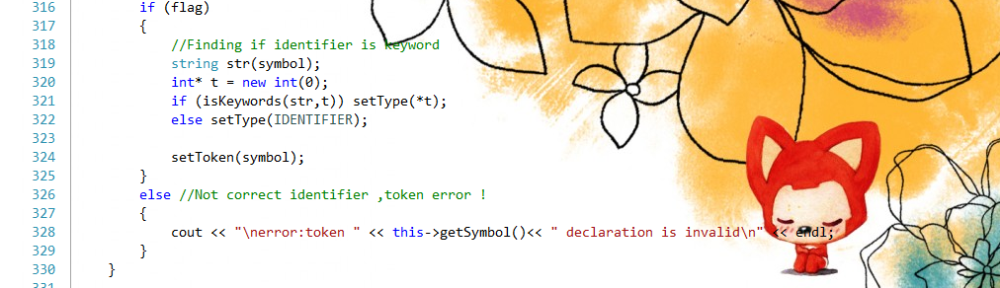 316 if (flag)
317 {
318 //Finding if identifier is keyword
319 string str(symbol);
320 int* t = new int(0);
321 if (isKeywords(str,t)) setType(*t);
322 else setType(IDENTIFIER);
323
324 setToken(symbol);
325 }
326 else //Not correct identifier ,token error !
327 {
328 cout << "\nerror:token " << this->getSymbol()<< " declaration is invalid\n" << endl;
329 }
330 }